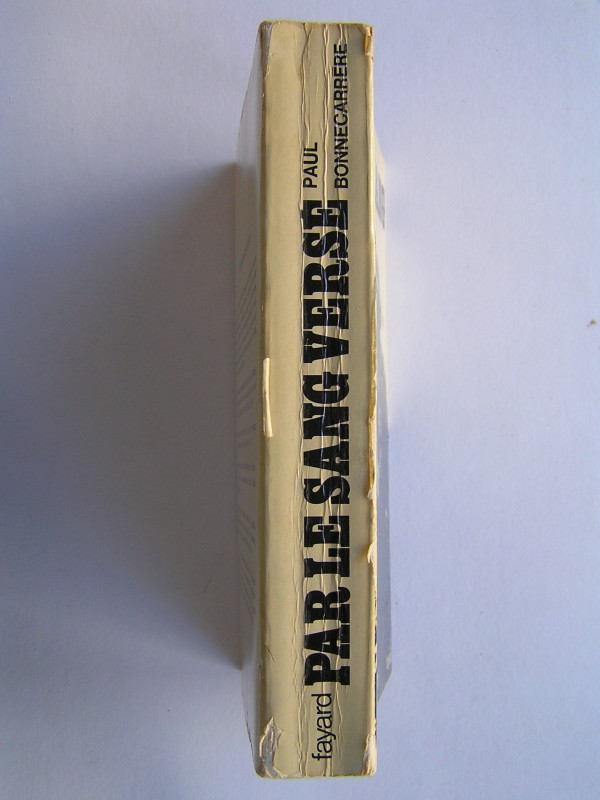 fayard
PAR LE SANG VERSÉ
PAUL
BONNECARRÈRE